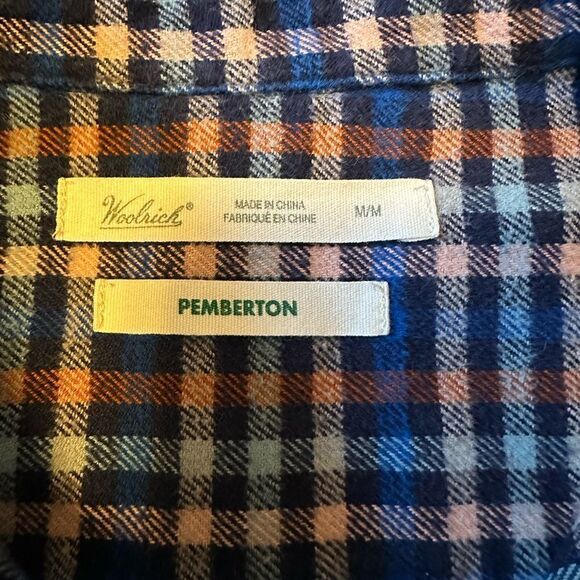 Woolrich®
MADE IN CHINA
FABRIQUÉ EN CHINE
M/M
PEMBERTON